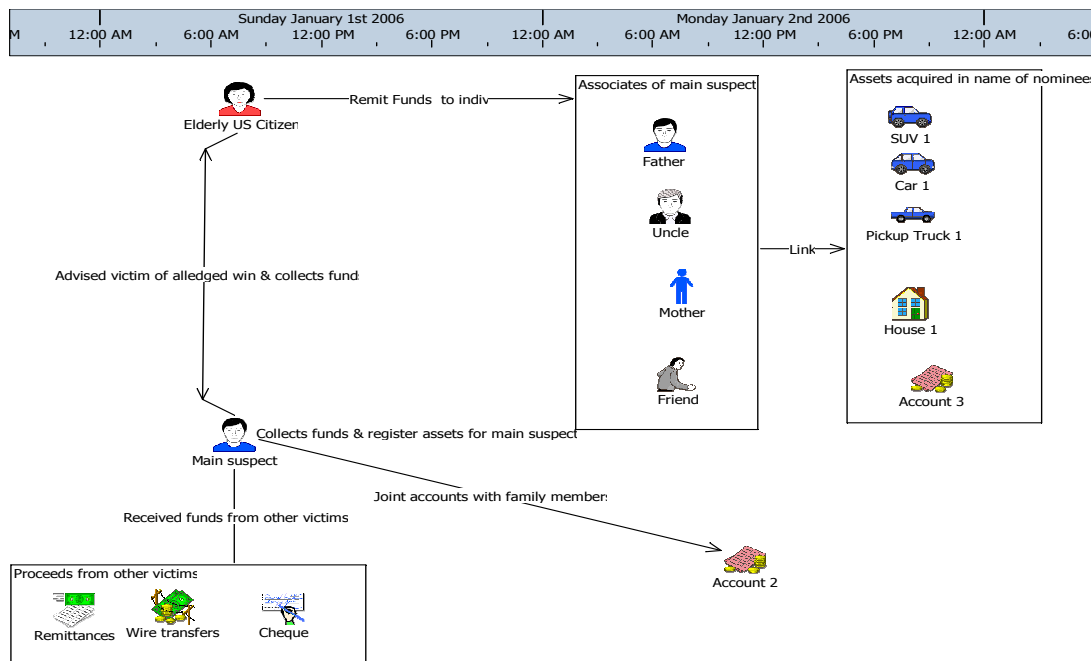 Sunday January 1st 2006
Monday January 2nd 2006
M 12:00 AM 6:00 AM 12:00 PM 6:00 PM 12:00 AM 6:00 AM 12:00 PM 6:00 PM 12:00 AM 6:00
Elderly US Citizen
Remit Funds to indiv
Associates of main suspect
Father
Uncle
Mother
Friend
Link
Assets acquired in name of nominees
SUV 1
Car 1
Pickup Truck 1
House 1
Account 3
Advised victim of alledged win & collects funds
Main suspect
Collects funds & register assets for main suspect
Joint accounts with family members
Account 2
Received funds from other victims
Proceeds from other victims
Remittances
Wire transfers
Cheque